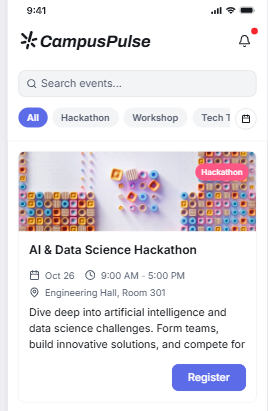 9:41
CampusPulse
Search events...
All
Hackathon
Workshop
Tech T
Hackathon
AI & Data Science Hackathon
Oct 26
9:00 AM - 5:00 PM
Engineering Hall, Room 301
Dive deep into artificial intelligence and
data science challenges. Form teams,
build innovative solutions, and compete for
Register